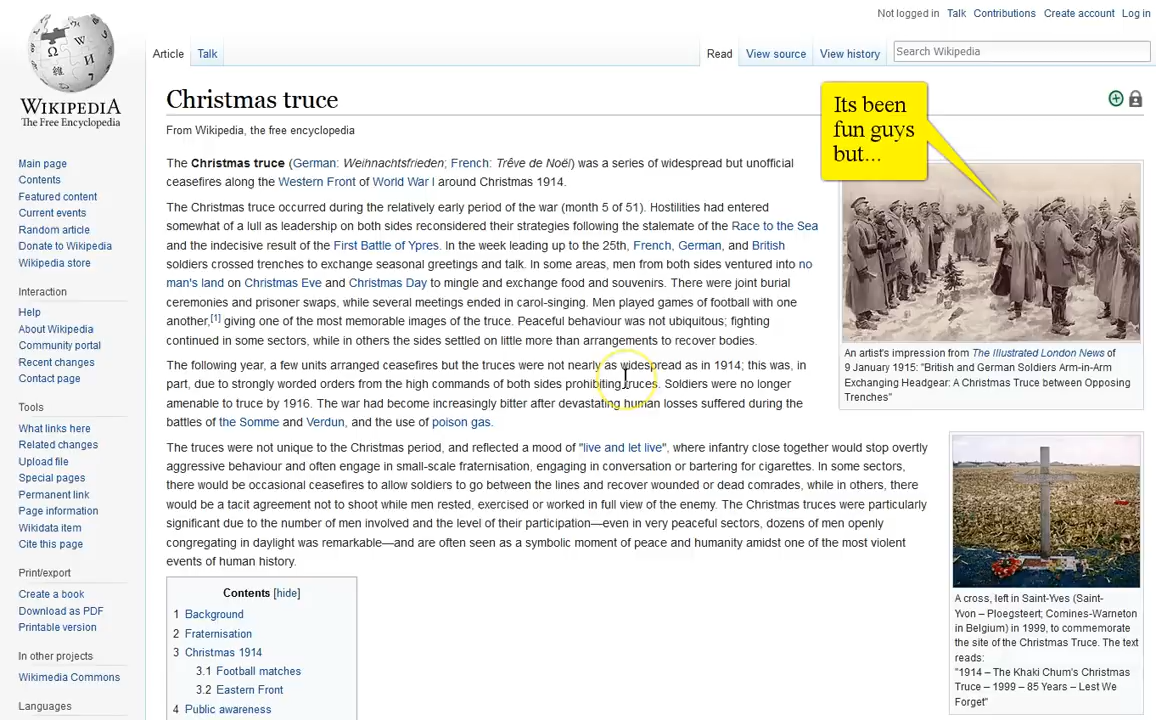 Not logged in Talk Contributions Create account Log in
Article Talk Read View source View history Search Wikipedia
WIKIPEDIA
The Free Encyclopedia
Main page
Contents
Featured content
Current events
Random article
Donate to Wikipedia
Wikipedia store
Interaction
Help
About Wikipedia
Community portal
Recent changes
Contact page
Tools
What links here
Related changes
Upload file
Special pages
Permanent link
Page information
Wikidata item
Cite this page
Print/export
Create a book
Download as PDF
Printable version
In other projects
Wikimedia Commons
Languages
Christmas truce
From Wikipedia, the free encyclopedia
The Christmas truce (German: Weihnachtsfrieden; French: Trêve de Noël) was a series of widespread but unofficial
ceasefires along the Western Front of World War I around Christmas 1914.
The Christmas truce occurred during the relatively early period of the war (month 5 of 51). Hostilities had entered
somewhat of a lull as leadership on both sides reconsidered their strategies following the stalemate of the Race to the Sea
and the indecisive result of the First Battle of Ypres. In the week leading up to the 25th, French, German, and British
soldiers crossed trenches to exchange seasonal greetings and talk. In some areas, men from both sides ventured into no
man's land on Christmas Eve and Christmas Day to mingle and exchange food and souvenirs. There were joint burial
ceremonies and prisoner swaps, while several meetings ended in carol-singing. Men played games of football with one
another,[1] giving one of the most memorable images of the truce. Peaceful behaviour was not ubiquitous; fighting
continued in some sectors, while in others the sides settled on little more than arrangements to recover bodies.
The following year, a few units arranged ceasefires but the truces were not nearly as widespread as in 1914; this was, in
part, due to strongly worded orders from the high commands of both sides prohibiting truces. Soldiers were no longer
amenable to truce by 1916. The war had become increasingly bitter after devastating human losses suffered during the
battles of the Somme and Verdun, and the use of poison gas.
The truces were not unique to the Christmas period, and reflected a mood of "live and let live", where infantry close together would stop overtly
aggressive behaviour and often engage in small-scale fraternisation, engaging in conversation or bartering for cigarettes. In some sectors,
there would be occasional ceasefires to allow soldiers to go between the lines and recover wounded or dead comrades, while in others, there
would be a tacit agreement not to shoot while men rested, exercised or worked in full view of the enemy. The Christmas truces were particularly
significant due to the number of men involved and the level of their participation—even in very peaceful sectors, dozens of men openly
congregating in daylight was remarkable—and are often seen as a symbolic moment of peace and humanity amidst one of the most violent
events of human history.
Contents [hide]
1 Background
2 Fraternisation
3 Christmas 1914
3.1 Football matches
3.2 Eastern Front
4 Public awareness
Its been
fun guys
but...
An artist's impression from The Illustrated London News of
9 January 1915: "British and German Soldiers Arm-in-Arm
Exchanging Headgear: A Christmas Truce between Opposing
Trenches"
A cross, left in Saint-Yves (Saint-
Yvon – Ploegsteert; Comines-Warneton
in Belgium) in 1999, to commemorate
the site of the Christmas Truce. The text
reads:
"1914 – The Khaki Chum's Christmas
Truce – 1999 – 85 Years – Lest We
Forget"